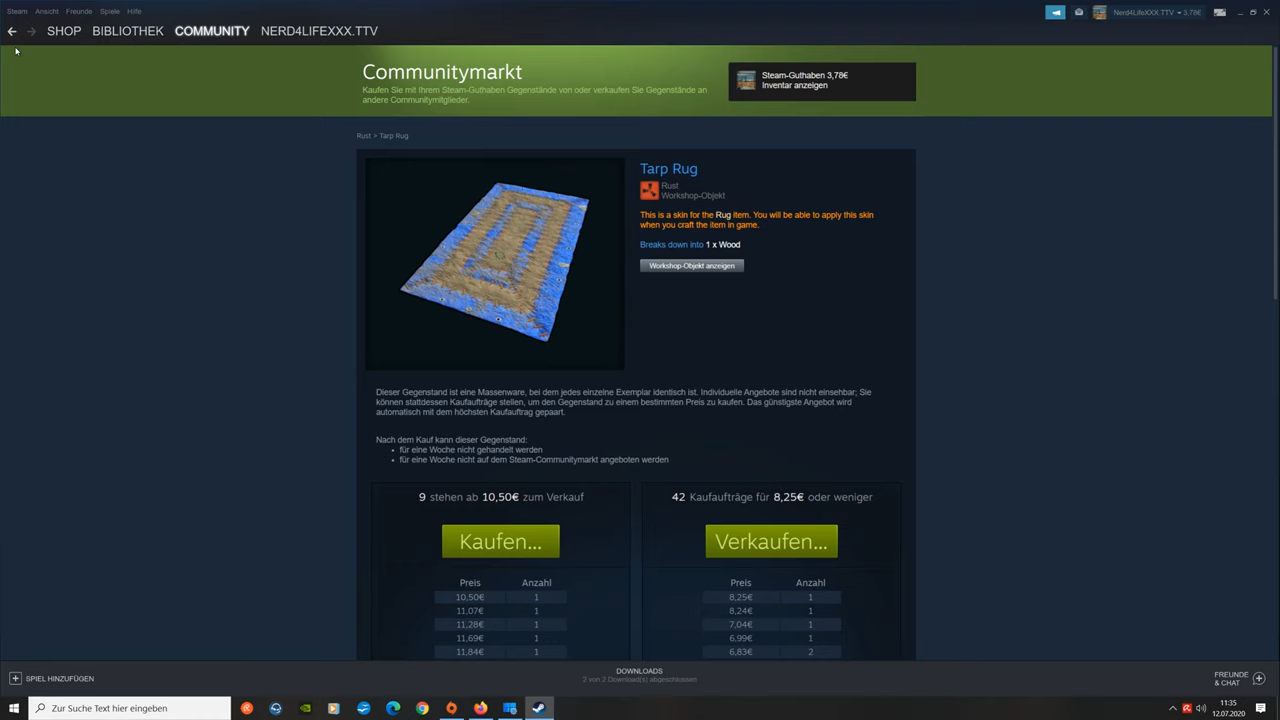 Steam Ansicht Freunde Spiele Hilfe
Nerd4LifeXXX.TTV 3,78€
SHOP BIBLIOTHEK COMMUNITY NERD4LIFEXXX.TTV
Communitymarkt
Kaufen Sie mit Ihrem Steam-Guthaben Gegenstände von oder verkaufen Sie Gegenstände an
andere Communitymitglieder.
Steam-Guthaben 3,78€
Inventar anzeigen
Rust > Tarp Rug
Tarp Rug
Rust
Workshop-Objekt
This is a skin for the Rug item. You will be able to apply this skin
when you craft the item in game.
Breaks down into 1 x Wood
Workshop-Objekt anzeigen
Dieser Gegenstand ist eine Massenware, bei dem jedes einzelne Exemplar identisch ist. Individuelle Angebote sind nicht einsehbar; Sie
können stattdessen Kaufaufträge stellen, um den Gegenstand zu einem bestimmten Preis zu kaufen. Das günstigste Angebot wird
automatisch mit dem höchsten Kaufauftrag gepaart.
Nach dem Kauf kann dieser Gegenstand:
• für eine Woche nicht gehandelt werden
• für eine Woche nicht auf dem Steam-Communitymarkt angeboten werden
9 stehen ab 10,50€ zum Verkauf
Kaufen...
Preis Anzahl
10,50€ 1
11,07€ 1
11,28€ 1
11,69€ 1
11,84€ 1
42 Kaufaufträge für 8,25€ oder weniger
Verkaufen...
Preis Anzahl
8,25€ 1
8,24€ 1
7,04€ 1
6,99€ 1
6,83€ 2
SPIEL HINZUFÜGEN
DOWNLOADS
2 von 2 Download(s) abgeschlossen
FREUNDE
& CHAT
Zur Suche Text hier eingeben
11:35
12.07.2020